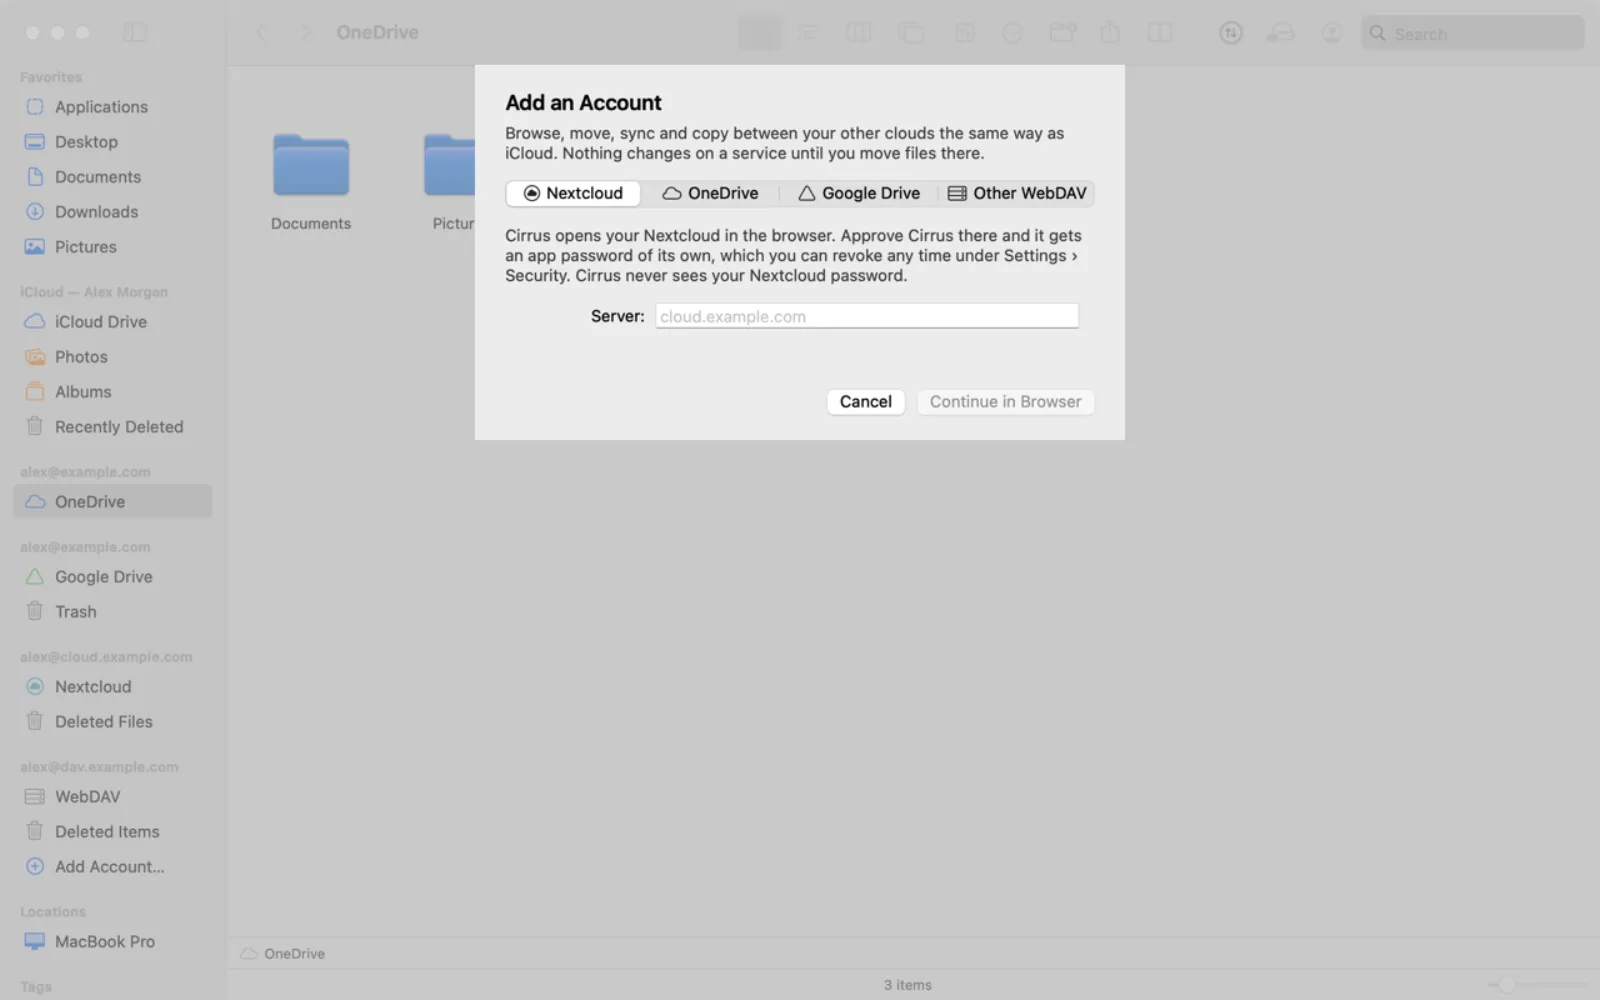 OneDrive
Search
Favorites
Applications
Desktop
Documents
Downloads
Pictures
iCloud — Alex Morgan
iCloud Drive
Photos
Albums
Recently Deleted
alex@example.com
OneDrive
alex@example.com
Google Drive
Trash
alex@cloud.example.com
Nextcloud
Deleted Files
alex@dav.example.com
WebDAV
Deleted Items
Add Account...
Locations
MacBook Pro
Tags
Documents
Pictur
Add an Account
Browse, move, sync and copy between your other clouds the same way as
iCloud. Nothing changes on a service until you move files there.
Nextcloud OneDrive Google Drive Other WebDAV
Cirrus opens your Nextcloud in the browser. Approve Cirrus there and it gets
an app password of its own, which you can revoke any time under Settings ›
Security. Cirrus never sees your Nextcloud password.
Server: cloud.example.com
Cancel Continue in Browser
OneDrive
3 items